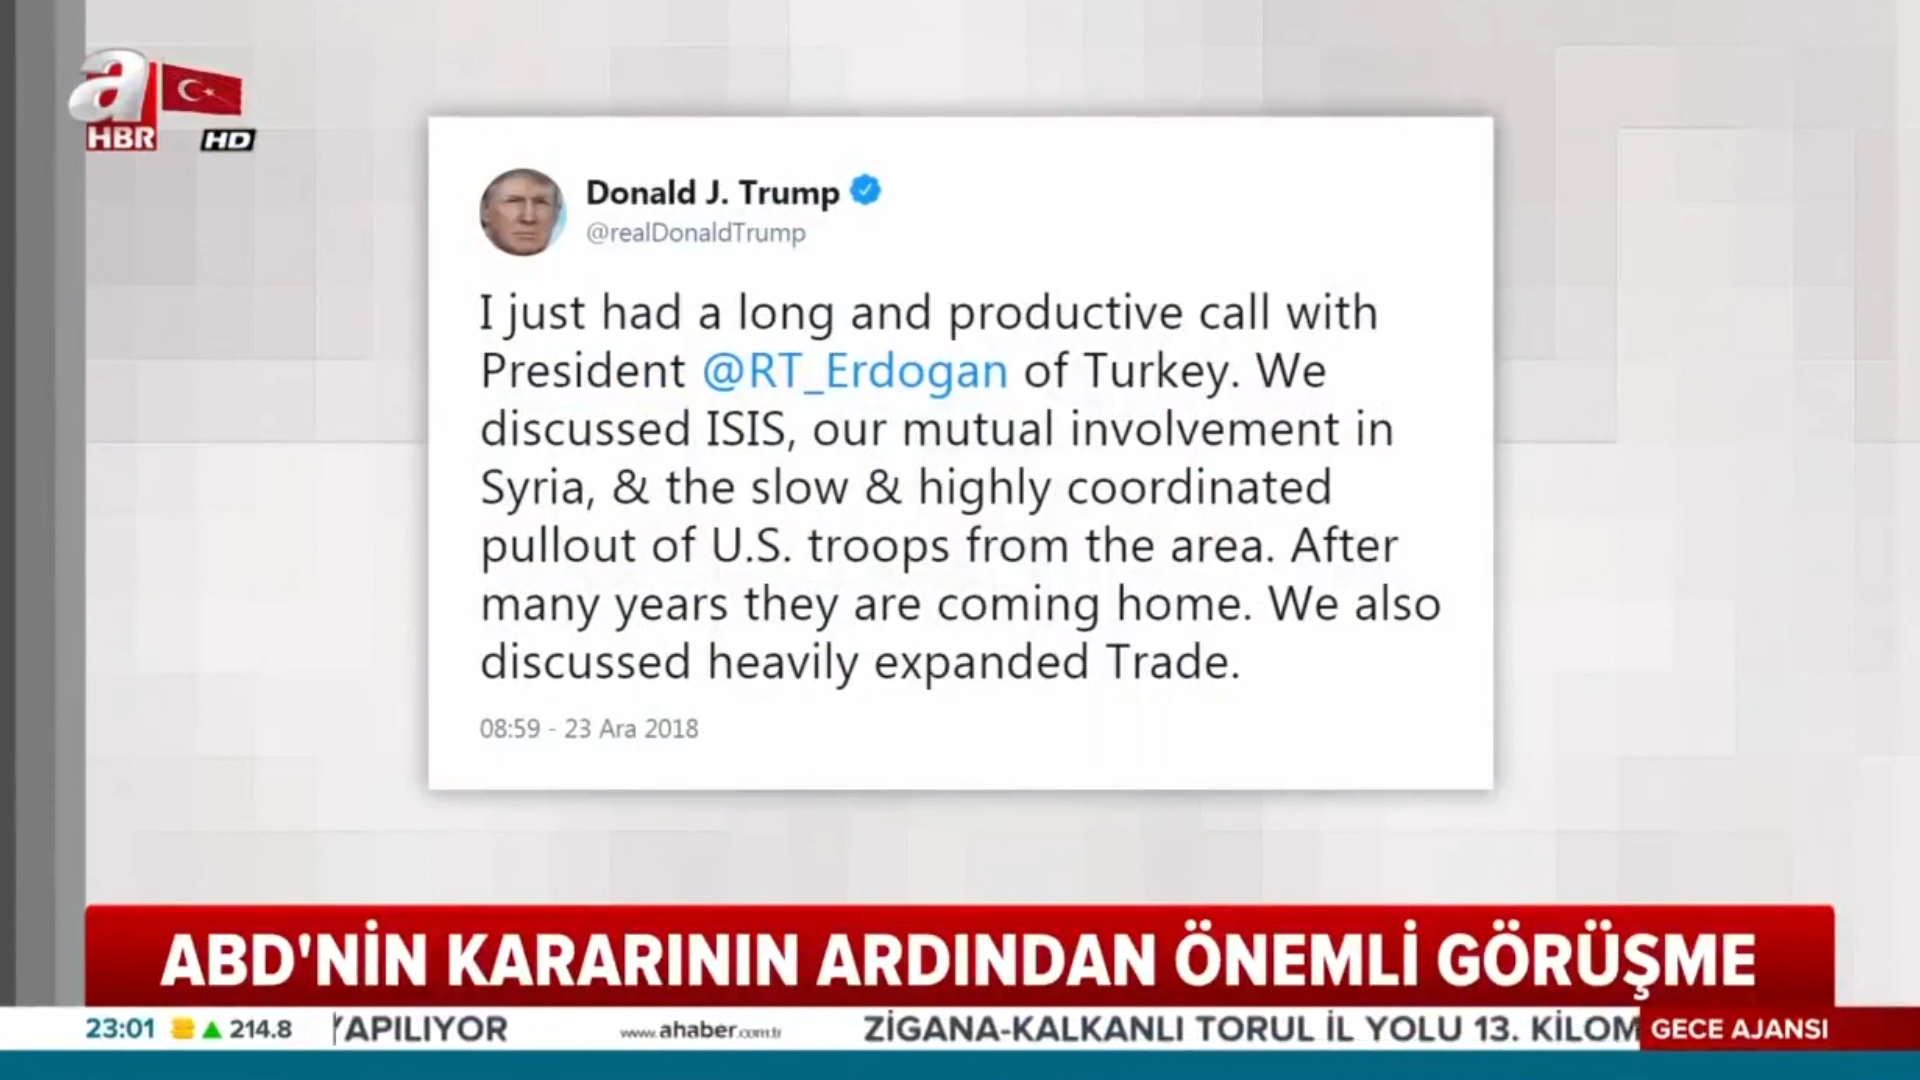 a
HBR
HD
Donald J. Trump
@realDonaldTrump
I just had a long and productive call with
President @RT_Erdogan of Turkey. We
discussed ISIS, our mutual involvement in
Syria, & the slow & highly coordinated
pullout of U.S. troops from the area. After
many years they are coming home. We also
discussed heavily expanded Trade.
08:59 - 23 Ara 2018
ABD'NİN KARARININ ARDINDAN ÖNEMLİ GÖRÜŞME
23:01 214.8 YAPILIYOR www.ahaber.com.tr ZİGANA-KALKANLI TORUL İL YOLU 13. KİLOM GECE AJANSI